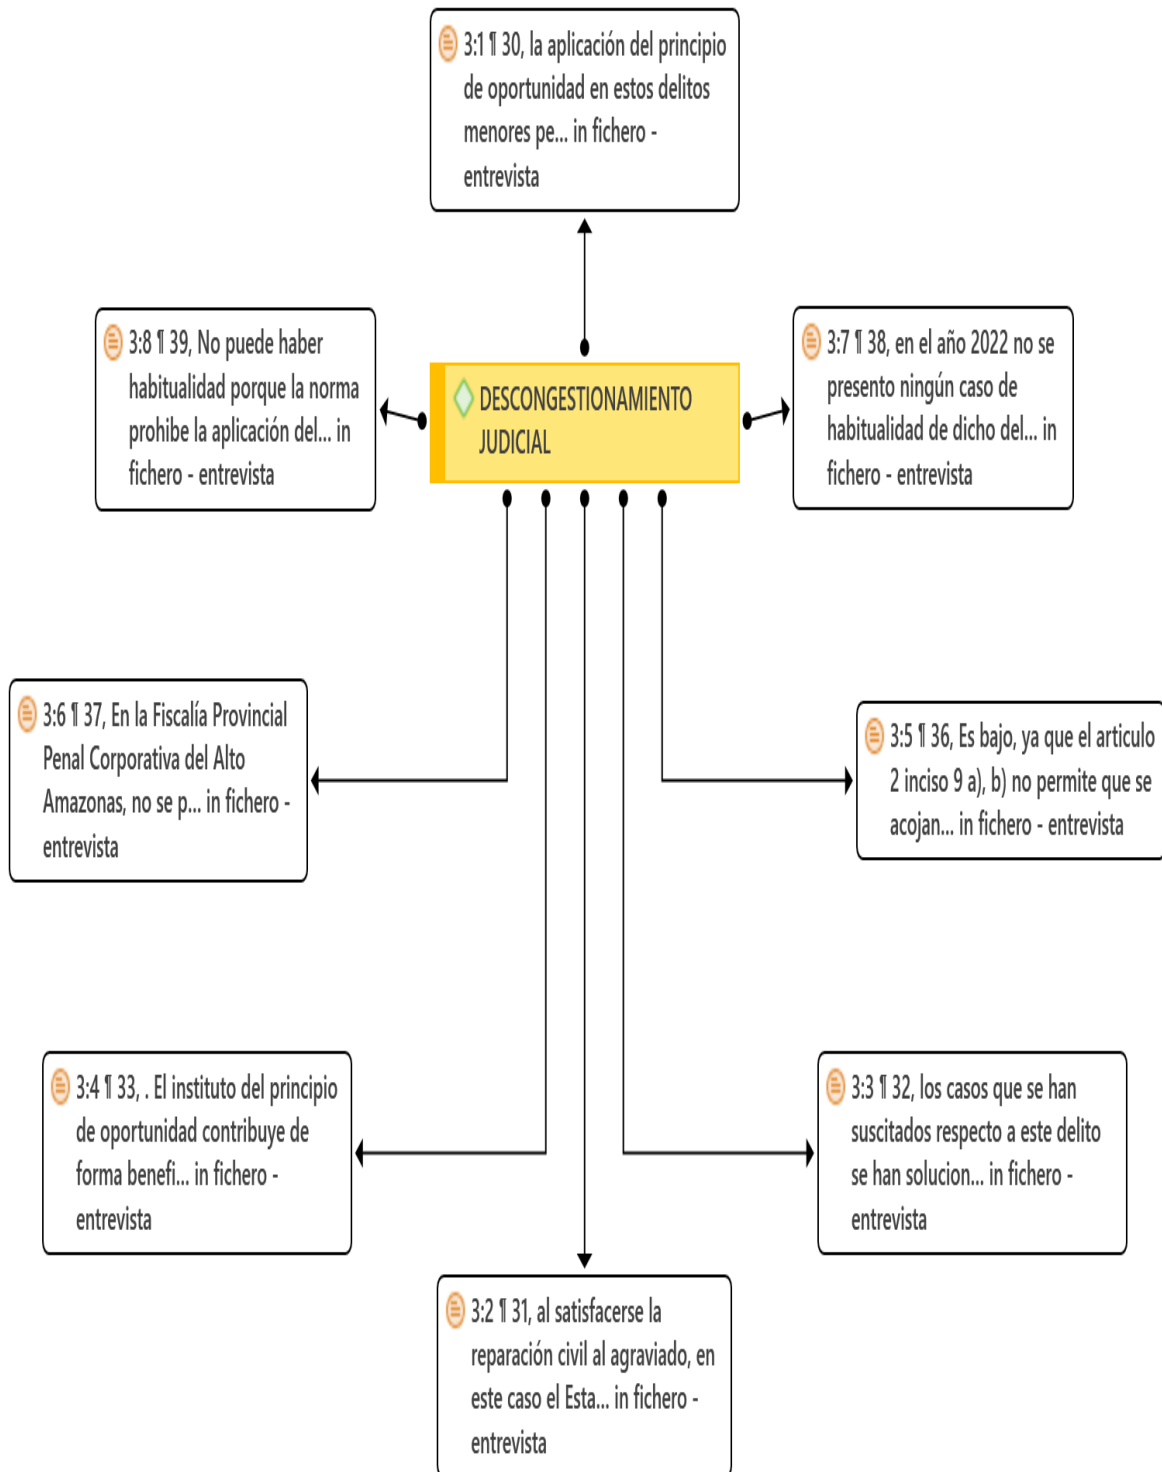 3:1 ¶ 30, la aplicación del principio
de oportunidad en estos delitos
menores pe... in fichero -
entrevista
3:8 ¶ 39, No puede haber
habitualidad porque la norma
prohibe la aplicación del... in
fichero - entrevista
DESCONGESTIONAMIENTO
JUDICIAL
3:7 ¶ 38, en el año 2022 no se
presento ningún caso de
habitualidad de dicho del... in
fichero - entrevista
3:6 ¶ 37, En la Fiscalía Provincial
Penal Corporativa del Alto
Amazonas, no se p... in fichero -
entrevista
3:5 ¶ 36, Es bajo, ya que el articulo
2 inciso 9 a), b) no permite que se
acojan... in fichero - entrevista
3:4 ¶ 33, . El instituto del principio
de oportunidad contribuye de
forma benefi... in fichero -
entrevista
3:3 ¶ 32, los casos que se han
suscitados respecto a este delito
se han solucion... in fichero -
entrevista
3:2 ¶ 31, al satisfacerse la
reparación civil al agraviado, en
este caso el Esta... in fichero -
entrevista